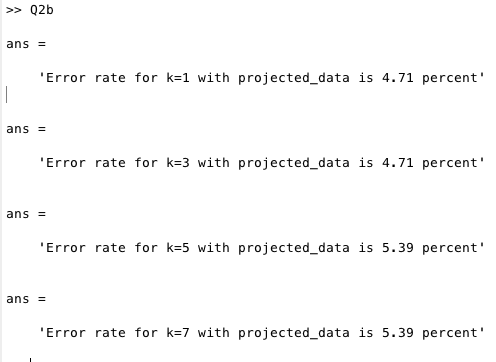 >> Q2b
ans =
'Error rate for k=1 with projected_data is 4.71 percent'
ans =
'Error rate for k=3 with projected_data is 4.71 percent'
ans =
'Error rate for k=5 with projected_data is 5.39 percent'
ans =
'Error rate for k=7 with projected_data is 5.39 percent'